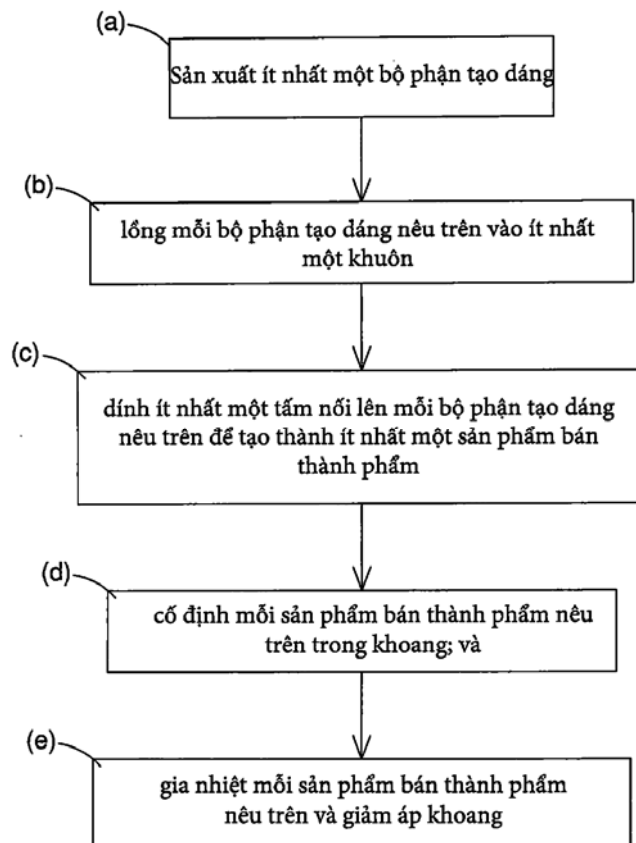 (a)
Sản xuất ít nhất một bộ phận tạo dáng
(b)
lồng mỗi bộ phận tạo dáng nêu trên vào ít nhất
một khuôn
(c)
dính ít nhất một tấm nối lên mỗi bộ phận tạo dáng
nêu trên để tạo thành ít nhất một sản phẩm bán
thành phẩm
(d)
cố định mỗi sản phẩm bán thành phẩm nêu
trên trong khoang; và
(e)
gia nhiệt mỗi sản phẩm bán thành phẩm
nêu trên và giảm áp khoang